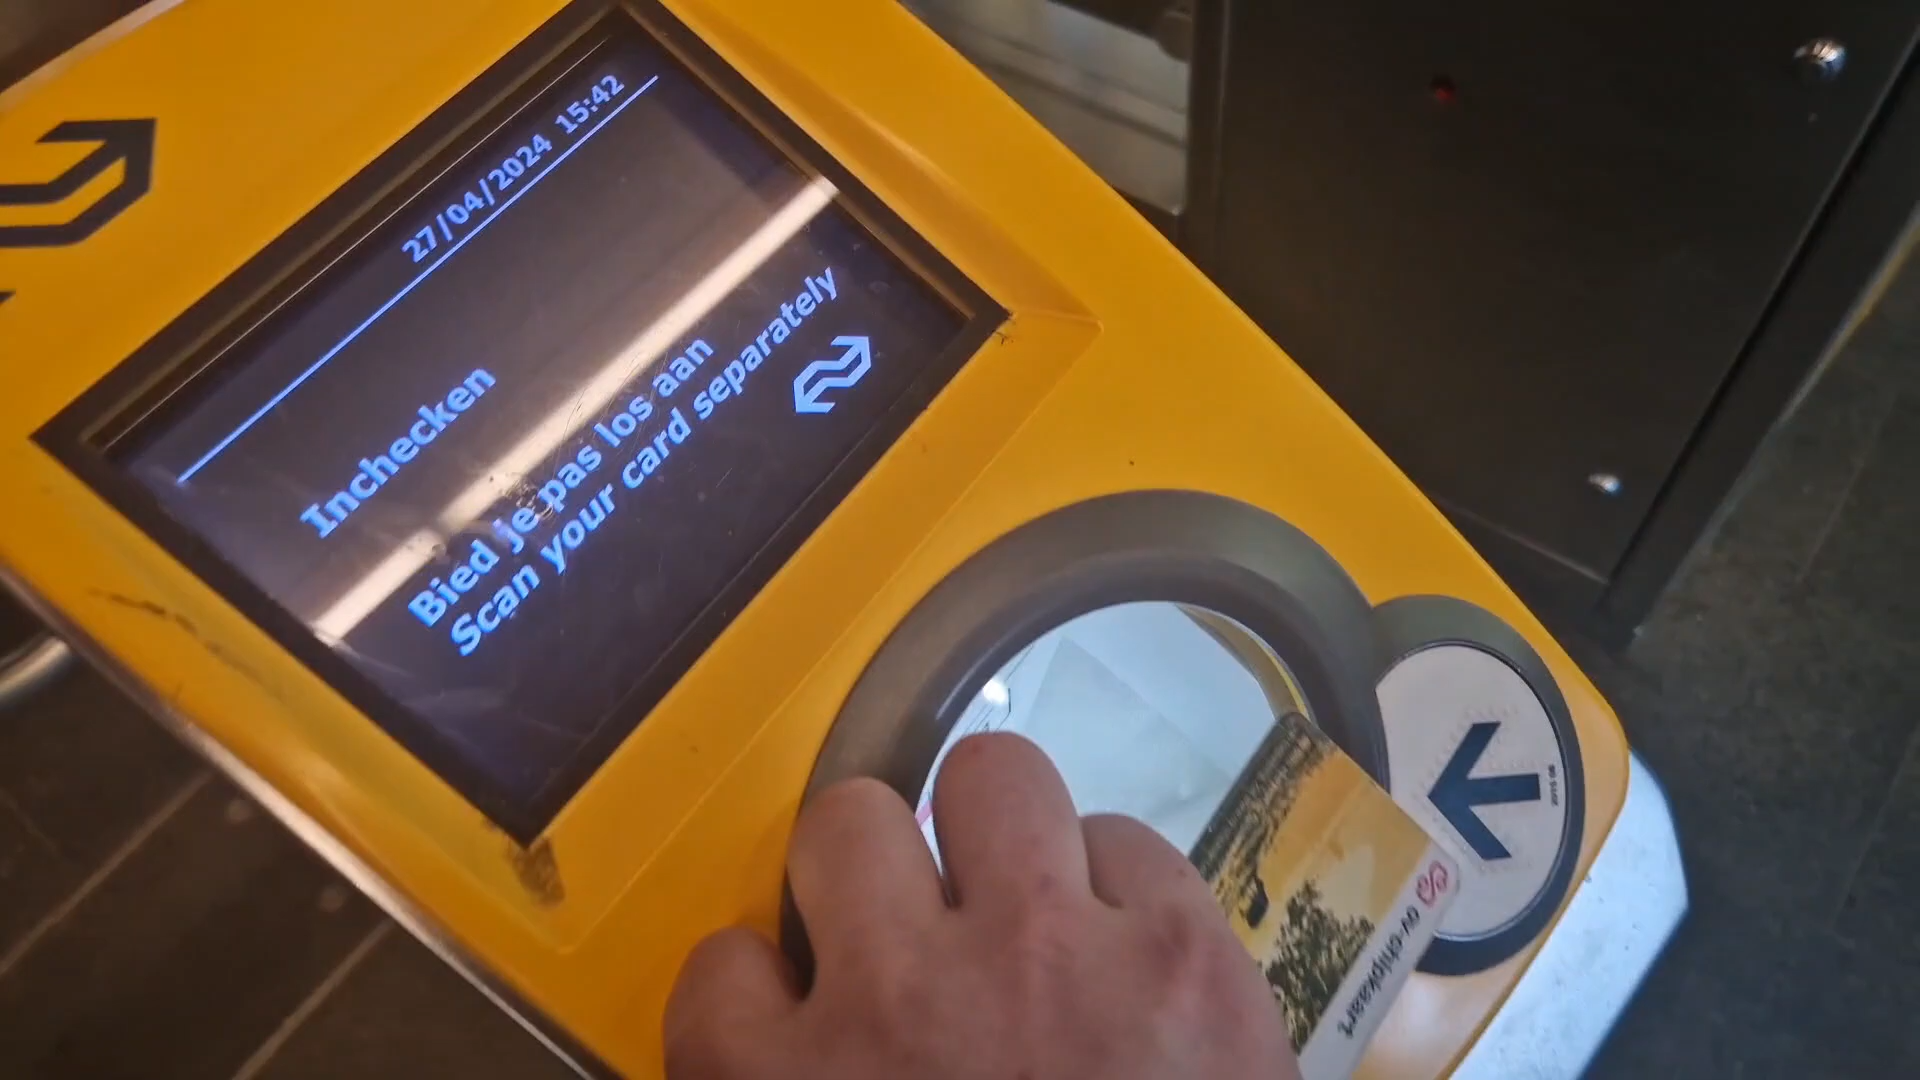 27/04/2024 15:42
Inchecken
Bied je pas los aan
Scan your card separately
ov-chipkaart